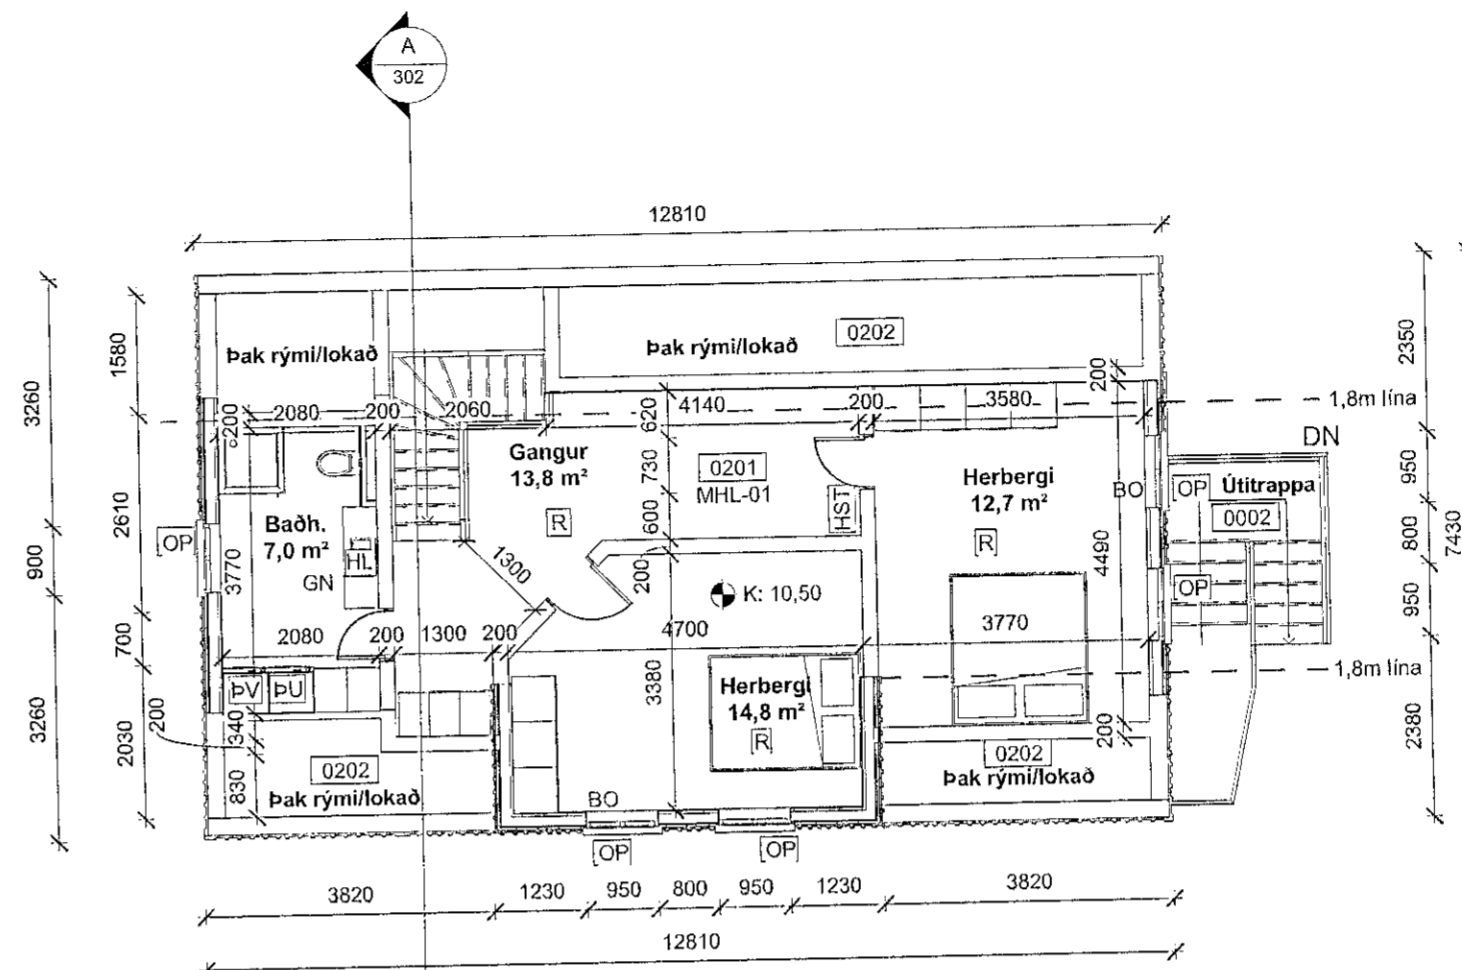 A
302
12810
Þak rými/lokað
Þak rými/lokað
0202
1580
3260
2350
200
200
2080
200
2060
620
4140
200
3580
1,8m lína
DN
Gangur
13,8 m²
730
0201
MHL-01
Herbergi
12,7 m²
BO
OP
Útitrappa
0002
950
2610
Baðh.
7,0 m²
R
600
HST
R
OP
HL
GN
3770
900
1300
200
K: 10,50
4490
OP
800
7430
950
2080
200
1300
200
4700
3770
700
1,8m lína
ÞV
ÞU
3380
Herbergi
14,8 m²
R
3260
2030
200
340
830
0202
Þak rými/lokað
200
0202
Þak rými/lokað
2380
BO
OP
OP
3820
1230
950
800
950
1230
3820
12810